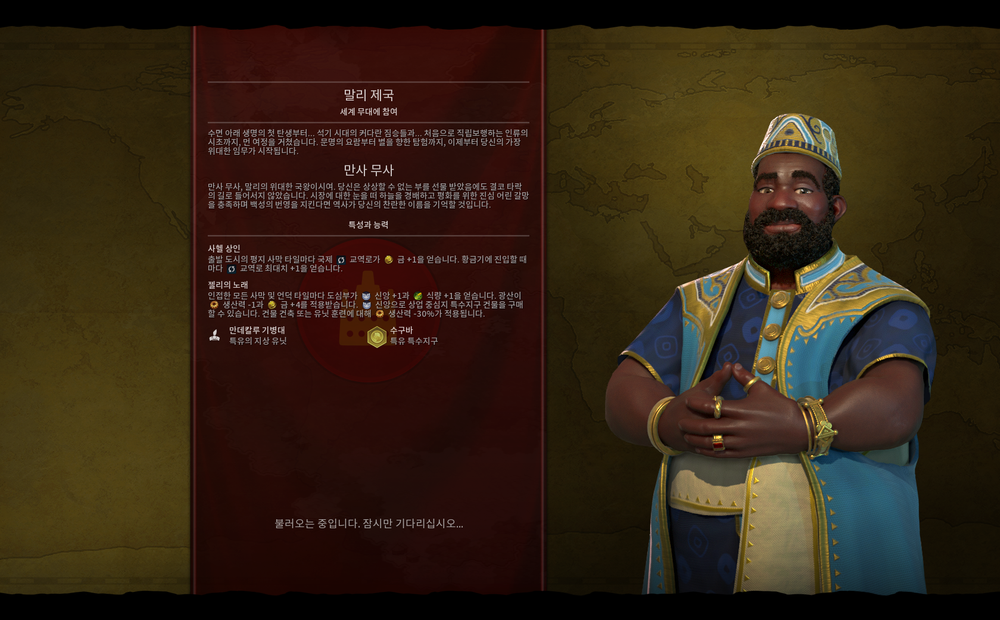 말리 제국
세계 무대에 참여
수면 아래 생명의 첫 탄생부터... 석기 시대의 커다란 짐승들과... 처음으로 직립보행하는 인류의
시초까지, 먼 여정을 거쳤습니다. 문명의 요람부터 별을 향한 탐험까지, 이제부터 당신의 가장
위대한 임무가 시작됩니다.
만사 무사
만사 무사, 말리의 위대한 국왕이시여, 당신은 상상할 수 없는 부를 선물 받았음에도 결코 타락
의 길로 들어서지 않았습니다. 시장에 대한 눈을 떠 하늘을 경배하고 평화를 위한 진심 어린 갈망
을 충족하며 백성의 번영을 지킨다면 역사가 당신의 찬란한 이름을 기억할 것입니다.
특성과 능력
사헬 상인
출발 도시의 평지 사막 타일마다 국제 교역로가 금 +1을 얻습니다. 황금기에 진입할 때
마다 교역로 최대치 +1을 얻습니다.
젤리의 노래
인접한 모든 사막 및 언덕 타일마다 도심부가 신앙 +1과 식량 +1을 얻습니다. 광산이
생산력 -1과 금 +4를 적용받습니다. 신앙으로 상업 중심지 특수지구 건물을 구매
할 수 있습니다. 건물 건축 또는 유닛 훈련에 대해 생산력 -30%가 적용됩니다.
만데칼루 기병대
특유의 지상 유닛
수구바
특유 특수지구
불러오는 중입니다. 잠시만 기다리십시오...